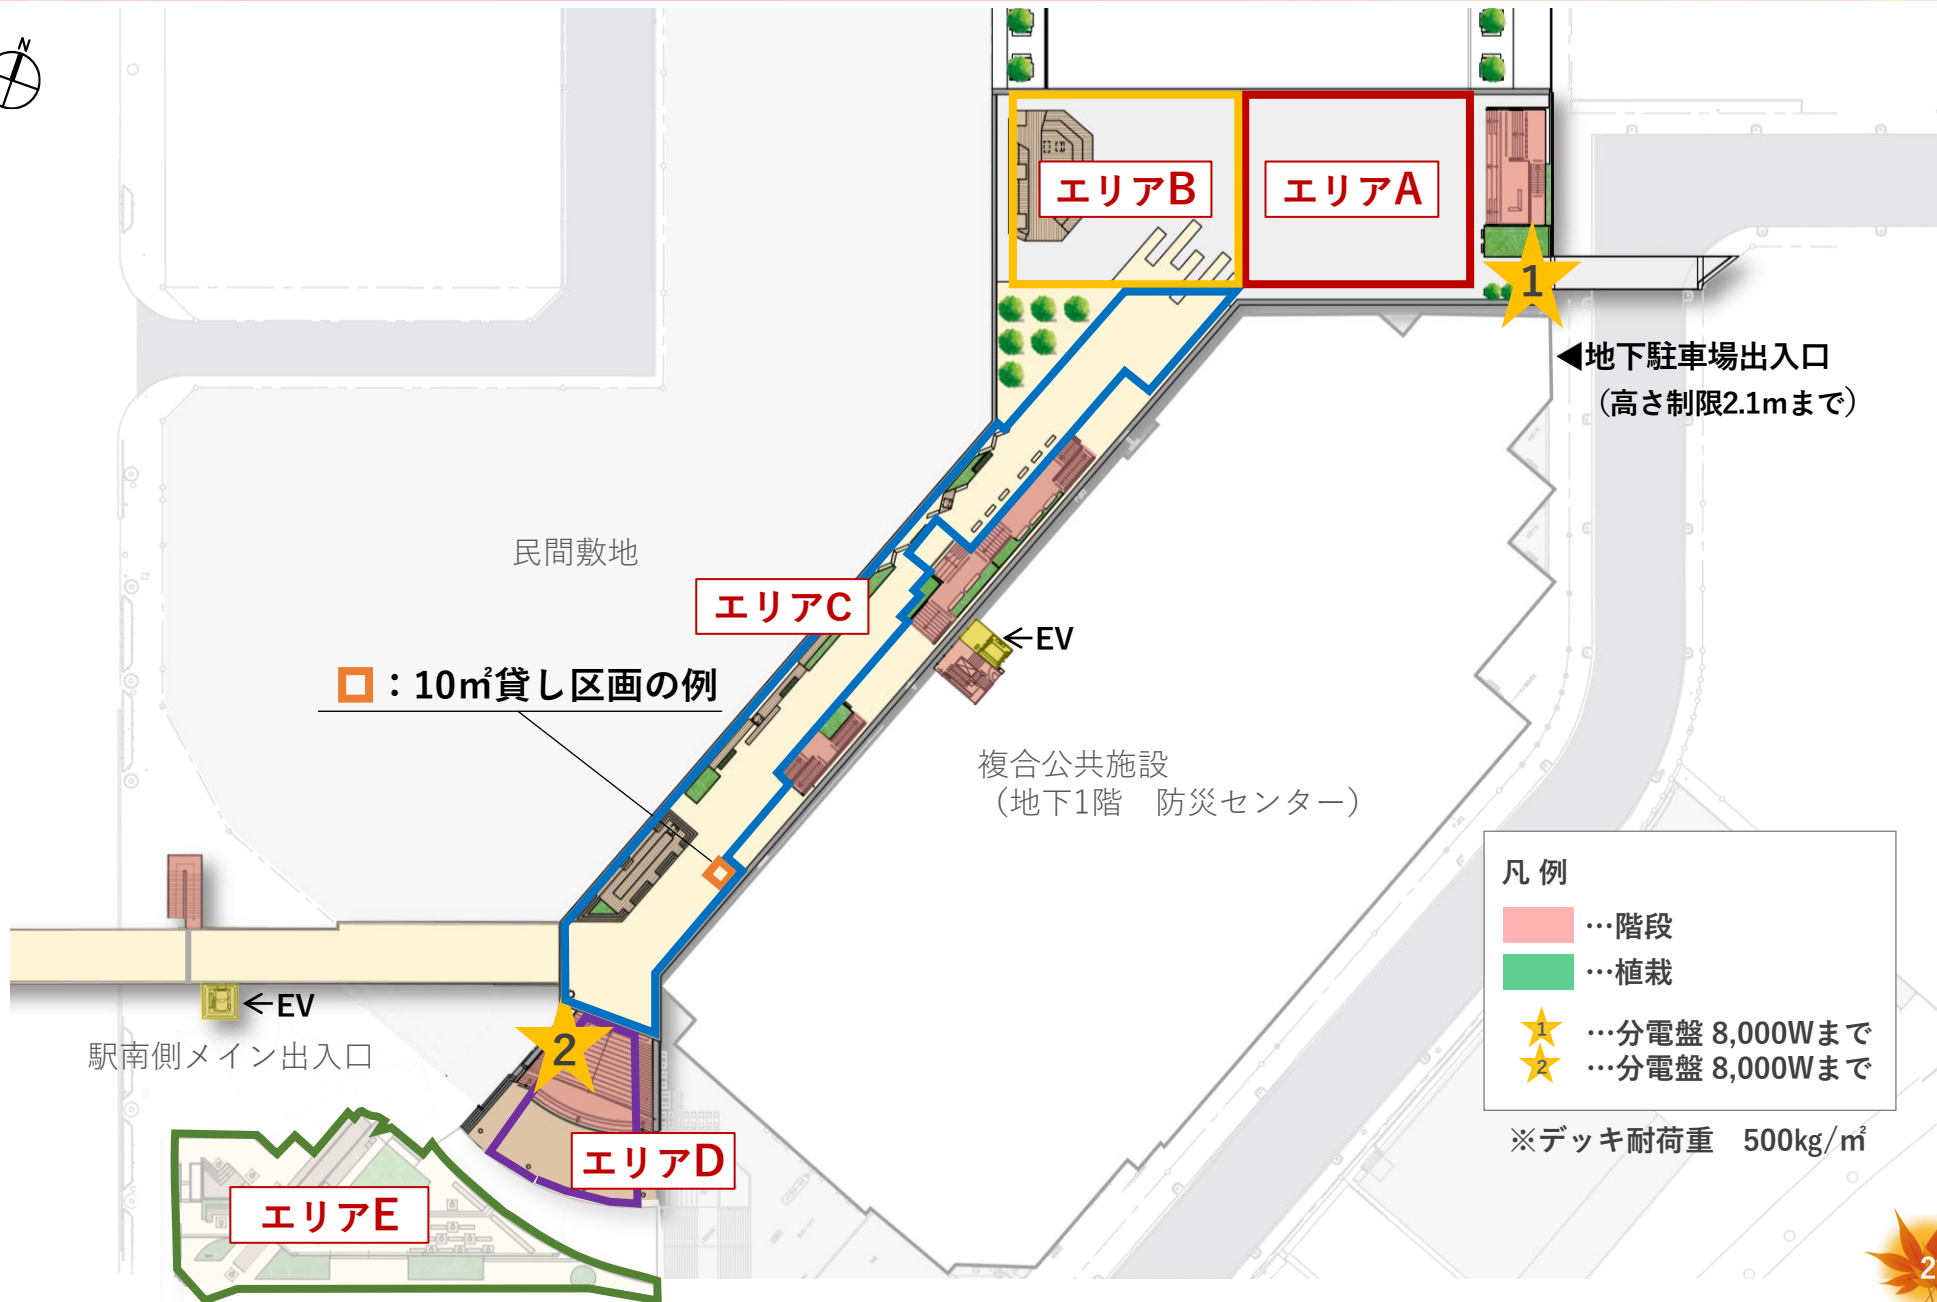 N
エリアB
エリアA
1
◀地下駐車場出入口
（高さ制限2.1mまで）
民間敷地
エリアC
←EV
：10㎡貸し区画の例
複合公共施設
（地下1階　防災センター）
凡 例
…階段
…植栽
1 …分電盤 8,000Wまで
2 …分電盤 8,000Wまで
※デッキ耐荷重　500kg/㎡
←EV
駅南側メイン出入口
2
エリアD
エリアE
2